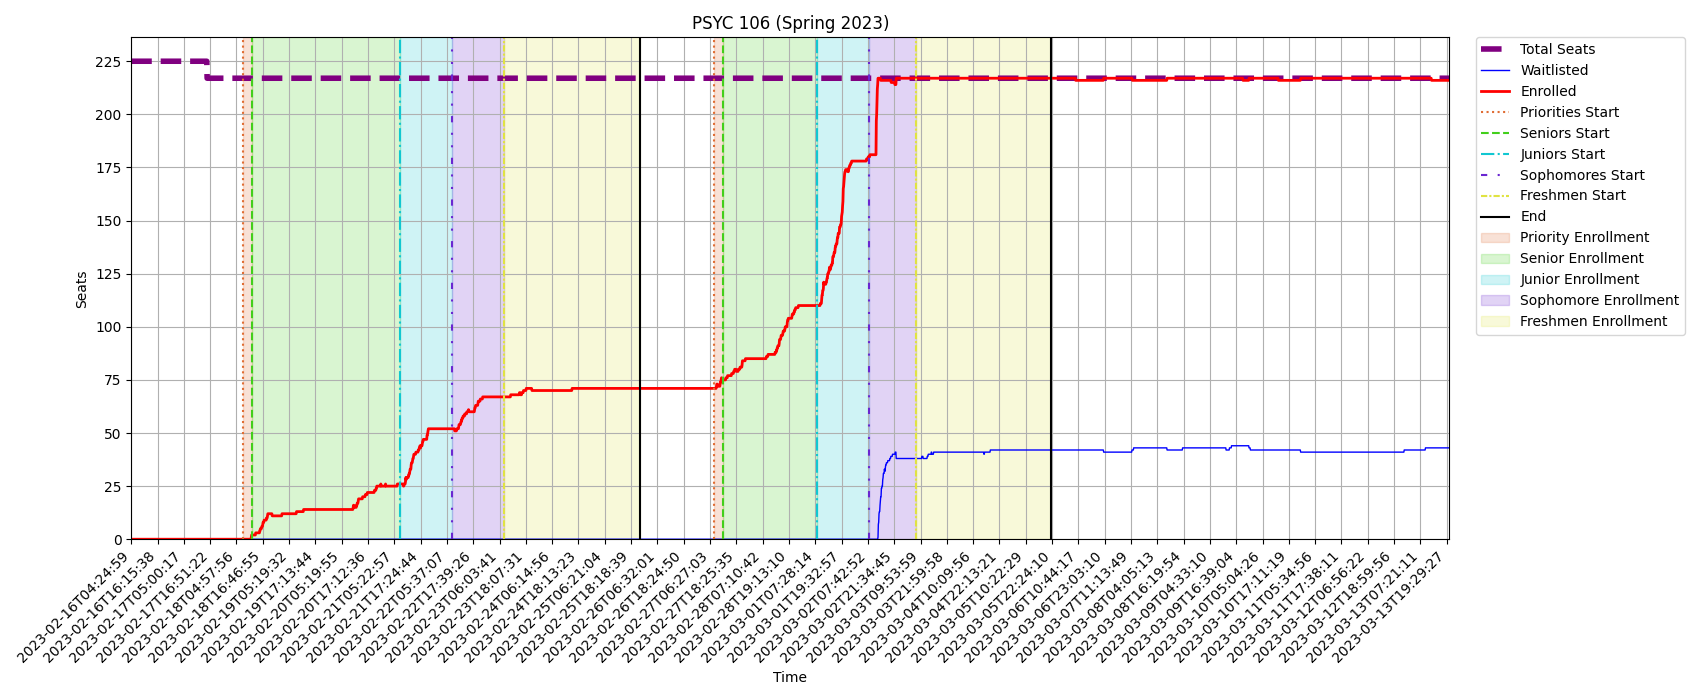 PSYC 106 (Spring 2023)
Seats
225
200
175
150
125
100
75
50
25
0
2023-02-16T04:24:59
2023-02-16T16:15:38
2023-02-17T05:00:17
2023-02-17T16:51:22
2023-02-18T04:57:56
2023-02-18T16:46:55
2023-02-19T05:19:32
2023-02-19T17:13:44
2023-02-20T05:19:55
2023-02-20T17:12:36
2023-02-21T05:22:57
2023-02-21T17:24:44
2023-02-22T05:37:07
2023-02-22T17:39:26
2023-02-23T06:03:41
2023-02-23T18:07:31
2023-02-24T06:14:56
2023-02-24T18:13:23
2023-02-25T06:21:04
2023-02-25T18:18:39
2023-02-26T06:32:01
2023-02-26T18:24:50
2023-02-27T06:27:03
2023-02-27T18:25:35
2023-02-28T07:10:42
2023-02-28T19:13:10
2023-03-01T07:28:14
2023-03-01T19:32:57
2023-03-02T07:42:52
2023-03-02T21:34:45
2023-03-03T09:53:59
2023-03-03T21:59:58
2023-03-04T10:09:56
2023-03-04T22:13:21
2023-03-05T10:22:29
2023-03-05T22:24:10
2023-03-06T10:44:17
2023-03-06T23:03:10
2023-03-07T11:13:49
2023-03-08T04:05:13
2023-03-08T16:19:54
2023-03-09T04:33:10
2023-03-09T16:39:04
2023-03-10T05:04:26
2023-03-10T17:11:19
2023-03-11T05:34:56
2023-03-11T17:38:11
2023-03-12T06:56:22
2023-03-12T18:59:56
2023-03-13T07:21:11
2023-03-13T19:29:27
Time
Total Seats
Waitlisted
Enrolled
Priorities Start
Seniors Start
Juniors Start
Sophomores Start
Freshmen Start
End
Priority Enrollment
Senior Enrollment
Junior Enrollment
Sophomore Enrollment
Freshmen Enrollment